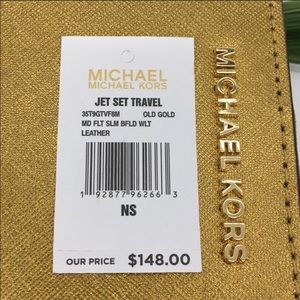 MICHAEL
MICHAEL KORS
JET SET TRAVEL
35T9GTVF8M OLD GOLD
MD FLT SLM BFLD WLT
LEATHER
1 92877 96266 3
NS
OUR PRICE $148.00
MICHAEL KORS